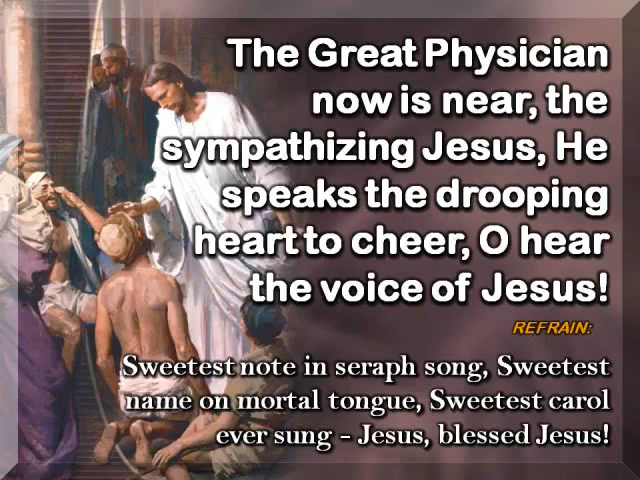 The Great Physician
now is near, the
sympathizing Jesus, He
speaks the drooping
heart to cheer, O hear
the voice of Jesus!
REFRAIN:
Sweetest note in seraph song, Sweetest
name on mortal tongue, Sweetest carol
ever sung - Jesus, blessed Jesus!